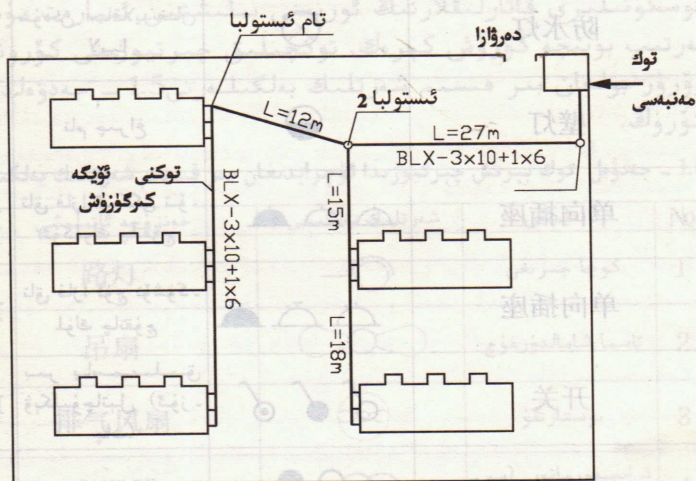 تام ئىستولبا
دەرۋازا
توك
مەنبەسى
ئىستولبا 2
L=12m
L=27m
BLX-3×10+1×6
توكنى ئۆيگە
كىرگۈزۈش
BLX-3×10+1×6
L=15m
L=18m